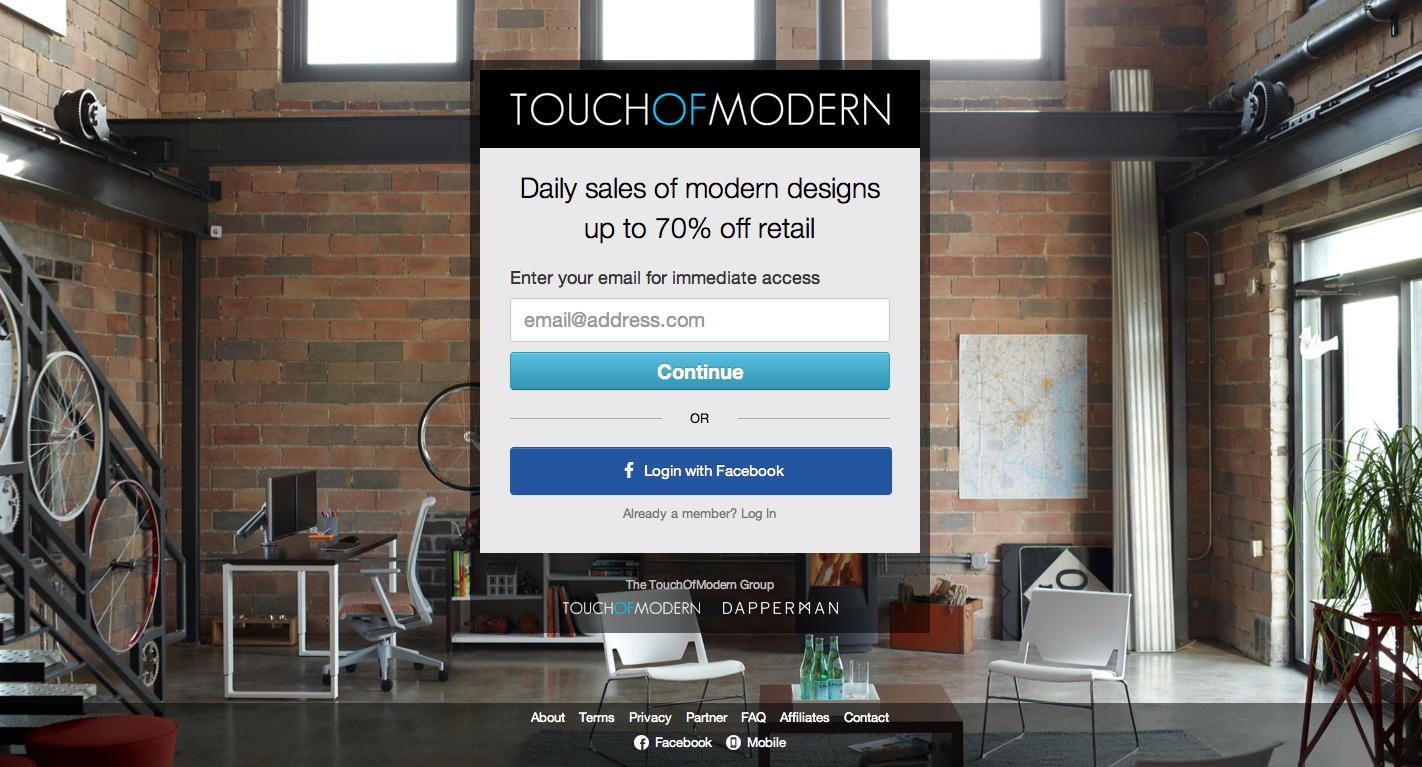 TOUCHOFMODERN
Daily sales of modern designs
up to 70% off retail
Enter your email for immediate access
email@address.com
Continue
OR
f Login with Facebook
Already a member? Log In
The TouchOfModern Group
TOUCHOFMODERN DAPPERMAN
About Terms Privacy Partner FAQ Affiliates Contact
Facebook Mobile